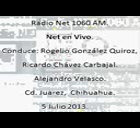 Radio Net 1060 AM.
Net en Vivo.
Conduce: Rogelio González Quiroz,
Ricardo Chávez Carbajal.
Alejandro Velasco.
Cd. Juarez, Chihuahua.
5 Julio 2013.